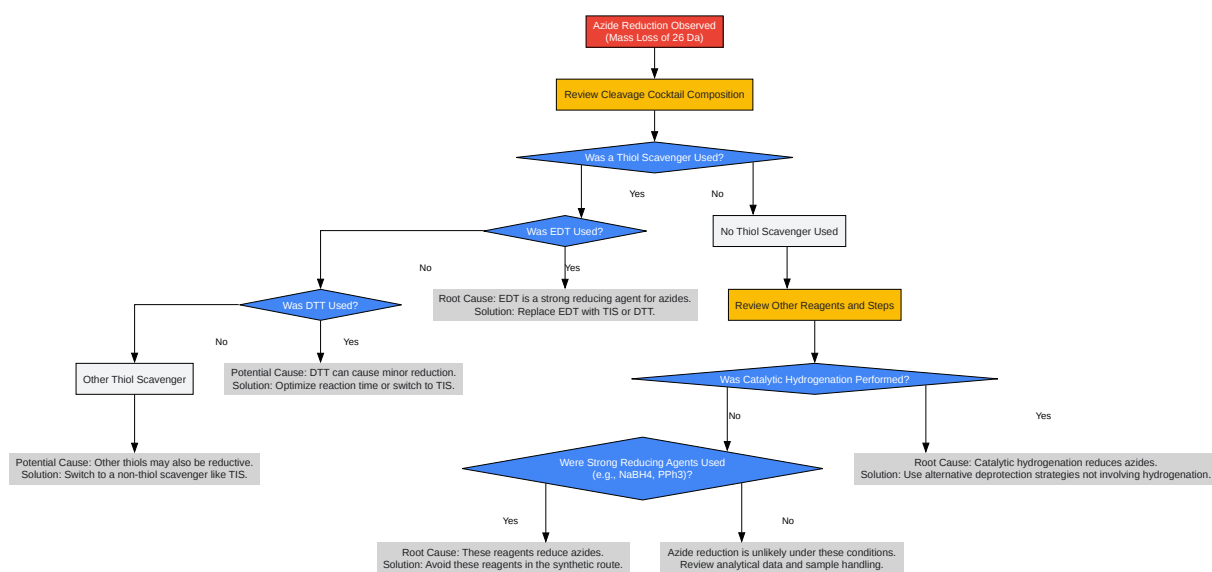 Azide Reduction Observed
(Mass Loss of 26 Da)
Review Cleavage Cocktail Composition
Was a Thiol Scavenger Used?
Yes
No
Was EDT Used?
No Thiol Scavenger Used
No
Yes
Was DTT Used?
Root Cause: EDT is a strong reducing agent for azides.
Solution: Replace EDT with TIS or DTT.
Review Other Reagents and Steps
No
Yes
Other Thiol Scavenger
Potential Cause: DTT can cause minor reduction.
Solution: Optimize reaction time or switch to TIS.
Was Catalytic Hydrogenation Performed?
No
Yes
Potential Cause: Other thiols may also be reductive.
Solution: Switch to a non-thiol scavenger like TIS.
Were Strong Reducing Agents Used
(e.g., NaBH4, PPh3)?
Root Cause: Catalytic hydrogenation reduces azides.
Solution: Use alternative deprotection strategies not involving hydrogenation.
Yes
No
Root Cause: These reagents reduce azides.
Solution: Avoid these reagents in the synthetic route.
Azide reduction is unlikely under these conditions.
Review analytical data and sample handling.